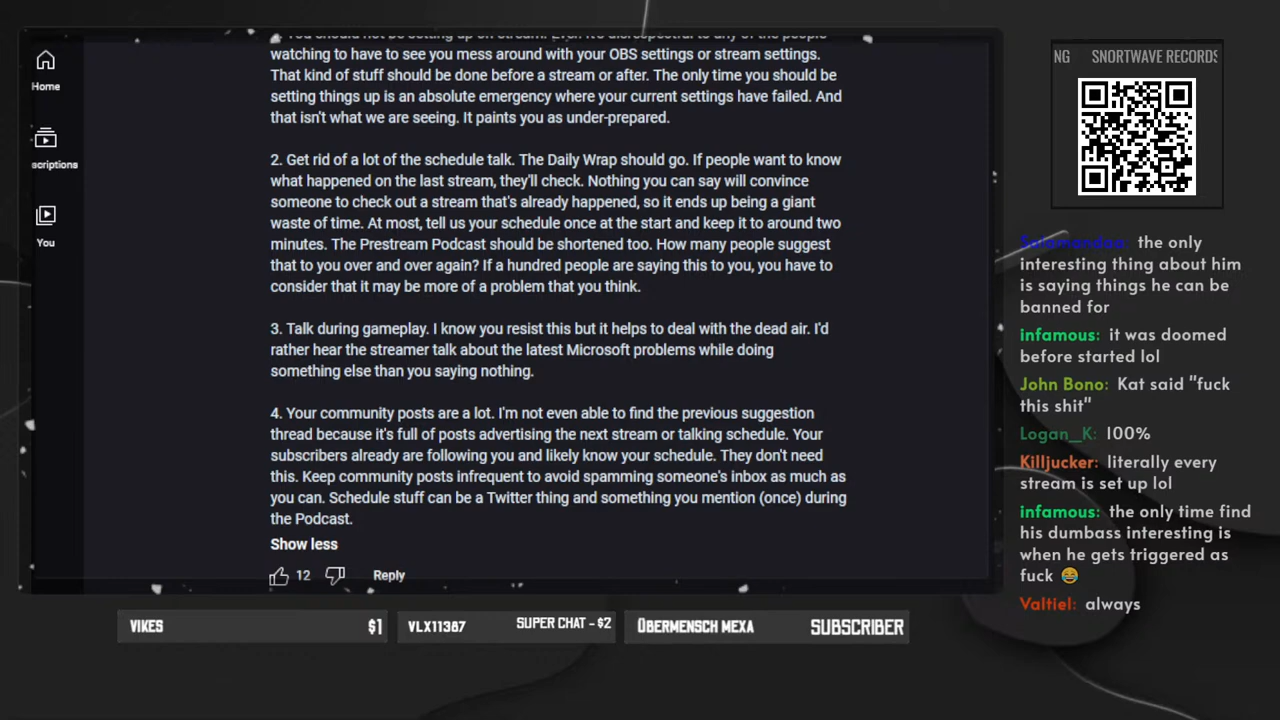 Home
scriptions
You
watching to have to see you mess around with your OBS settings or stream settings.
That kind of stuff should be done before a stream or after. The only time you should be
setting things up is an absolute emergency where your current settings have failed. And
that isn't what we are seeing. It paints you as under-prepared.
2. Get rid of a lot of the schedule talk. The Daily Wrap should go. If people want to know
what happened on the last stream, they'll check. Nothing you can say will convince
someone to check out a stream that's already happened, so it ends up being a giant
waste of time. At most, tell us your schedule once at the start and keep it to around two
minutes. The Prestream Podcast should be shortened too. How many people suggest
that to you over and over again? If a hundred people are saying this to you, you have to
consider that it may be more of a problem that you think.
3. Talk during gameplay. I know you resist this but it helps to deal with the dead air. I'd
rather hear the streamer talk about the latest Microsoft problems while doing
something else than you saying nothing.
4. Your community posts are a lot. I'm not even able to find the previous suggestion
thread because it's full of posts advertising the next stream or talking schedule. Your
subscribers already are following you and likely know your schedule. They don't need
this. Keep community posts infrequent to avoid spamming someone's inbox as much as
you can. Schedule stuff can be a Twitter thing and something you mention (once) during
the Podcast.
Show less
12 Reply
NG SNORTWAVE RECORDS
the only
interesting thing about him
is saying things he can be
banned for
infamous: it was doomed
before started lol
John Bono: Kat said "fuck
this shit"
Logan_K: 100%
Killjucker: literally every
stream is set up lol
infamous: the only time find
his dumbass interesting is
when he gets triggered as
fuck 😂
Valtiel: always
VIKES $1
VLX11387 SUPER CHAT - $2
ÜBERMENSCH MEXA SUBSCRIBER